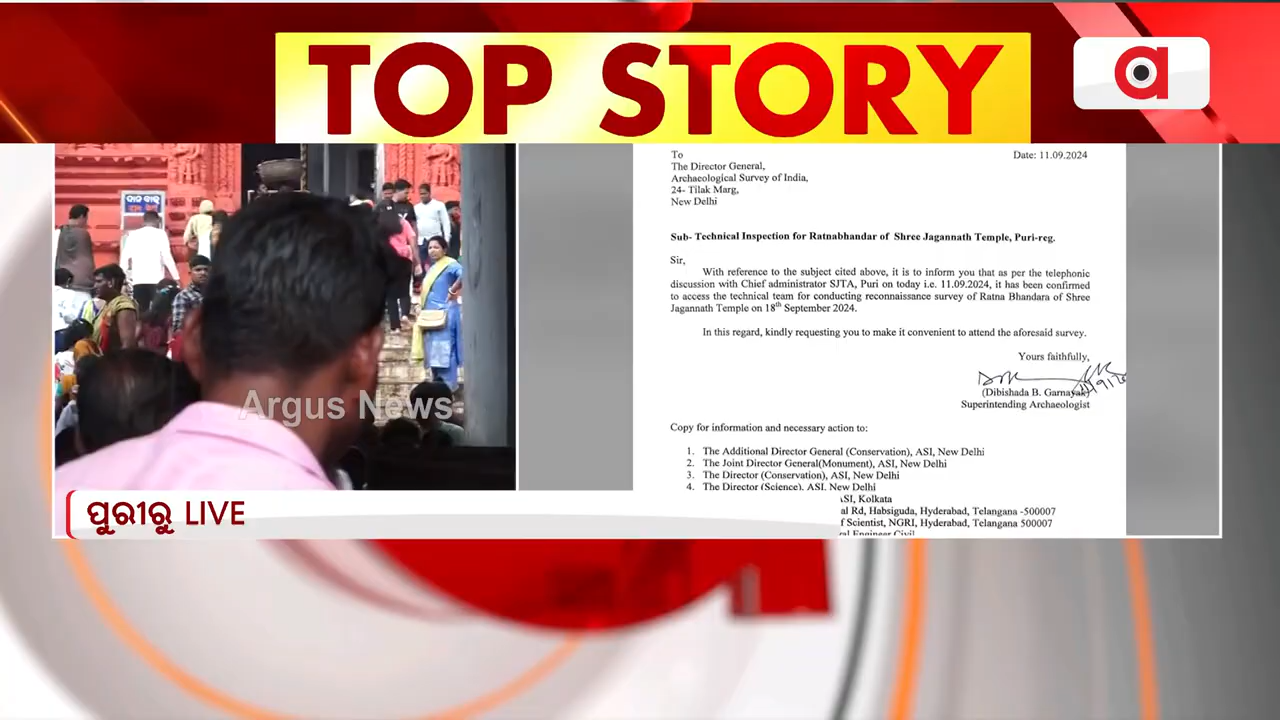 TOP STORY
a
ଦାନ
Argus News
ପୁରୀରୁ LIVE
To
Date: 11.09.2024
The Director General,
Archaeological Survey of India,
24- Tilak Marg,
New Delhi
Sub- Technical Inspection for Ratnabhandar of Shree Jagannath Temple, Puri-reg.
Sir,
With reference to the subject cited above, it is to inform you that as per the telephonic
discussion with Chief administrator SJTA, Puri on today i.e. 11.09.2024, it has been confirmed
to access the technical team for conducting reconnaissance survey of Ratna Bhandara of Shree
Jagannath Temple on 18th September 2024.
In this regard, kindly requesting you to make it convenient to attend the aforesaid survey.
Yours faithfully,
(Dibishada B. Garnayak)
Superintending Archaeologist
Copy for information and necessary action to:
1. The Additional Director General (Conservation), ASI, New Delhi
2. The Joint Director General(Monument), ASI, New Delhi
3. The Director (Conservation), ASI, New Delhi
4. The Director (Science), ASI, New Delhi
ASI, Kolkata
al Rd, Habsiguda, Hyderabad, Telangana -500007
f Scientist, NGRI, Hyderabad, Telangana 500007
ral Engineer Civil